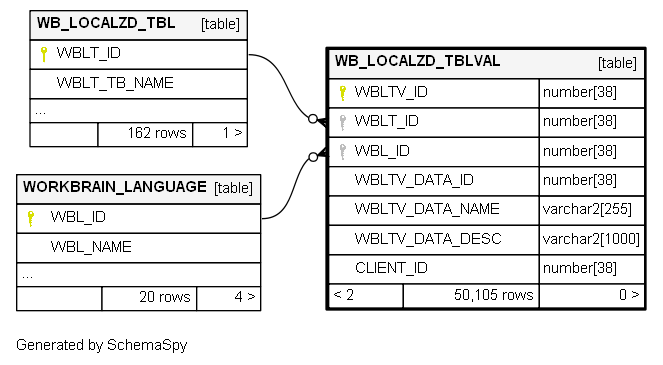 WB_LOCALZD_TBL [table]
WBLT_ID
WBLT_TB_NAME
...
162 rows 1 >
WORKBRAIN_LANGUAGE [table]
WBL_ID
WBL_NAME
...
20 rows 4 >
WB_LOCALZD_TBLVAL [table]
WBLTV_ID number[38]
WBLT_ID number[38]
WBL_ID number[38]
WBLTV_DATA_ID number[38]
WBLTV_DATA_NAME varchar2[255]
WBLTV_DATA_DESC varchar2[1000]
CLIENT_ID number[38]
< 2 50,105 rows 0 >
Generated by SchemaSpy